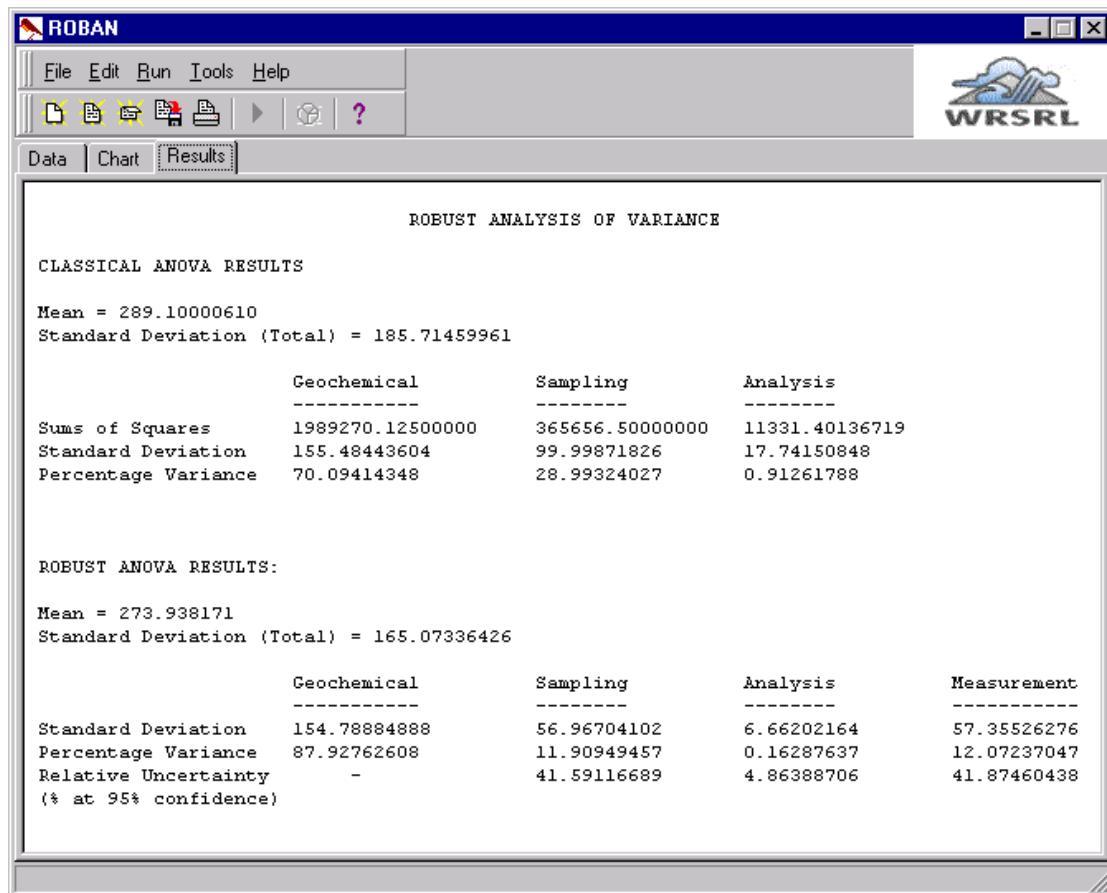 ROBAN
File Edit Run Tools Help
?
WRSRL
Data Chart Results
ROBUST ANALYSIS OF VARIANCE
CLASSICAL ANOVA RESULTS
Mean = 289.10000610
Standard Deviation (Total) = 185.71459961
Geochemical Sampling Analysis
----------- -------- --------
Sums of Squares 1989270.12500000 365656.50000000 11331.40136719
Standard Deviation 155.48443604 99.99871826 17.74150848
Percentage Variance 70.09414348 28.99324027 0.91261788
ROBUST ANOVA RESULTS:
Mean = 273.938171
Standard Deviation (Total) = 165.07336426
Geochemical Sampling Analysis Measurement
----------- -------- -------- -----------
Standard Deviation 154.78884888 56.96704102 6.66202164 57.35526276
Percentage Variance 87.92762608 11.90949457 0.16287637 12.07237047
Relative Uncertainty - 41.59116689 4.86388706 41.87460438
(% at 95% confidence)